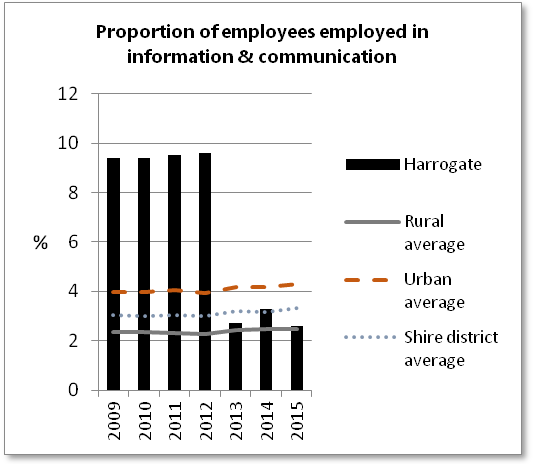 Proportion of employees employed in
information & communication
12
10
8
6
4
2
0
%
2009
2010
2011
2012
2013
2014
2015
Harrogate
Rural
average
Urban
average
Shire district
average